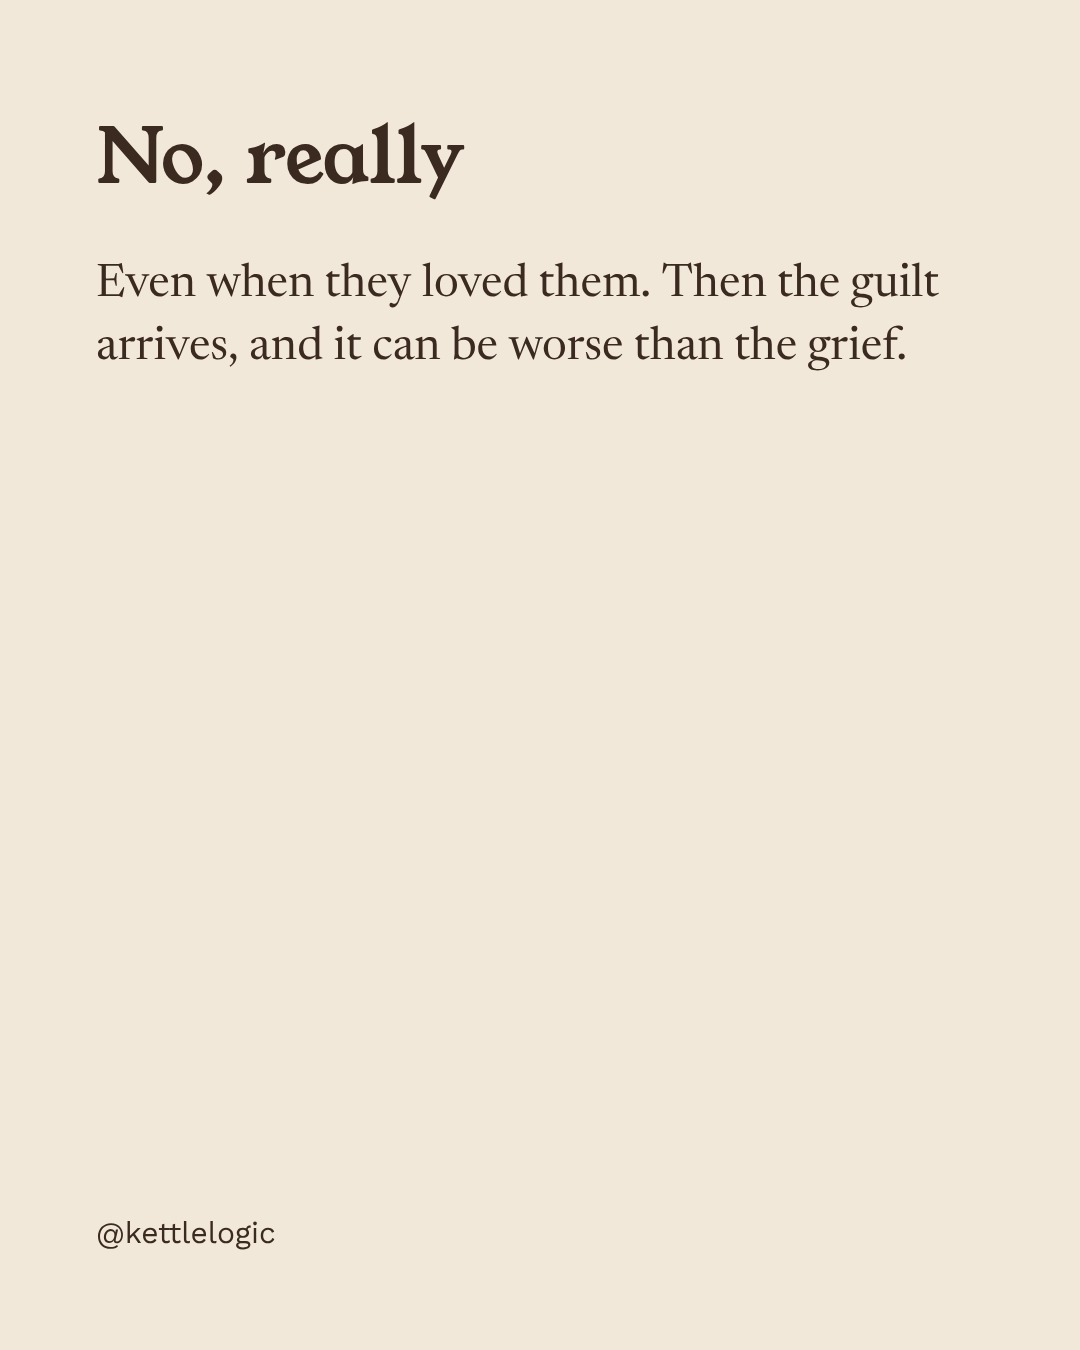 No, really
Even when they loved them. Then the guilt
arrives, and it can be worse than the grief.
@kettlelogic